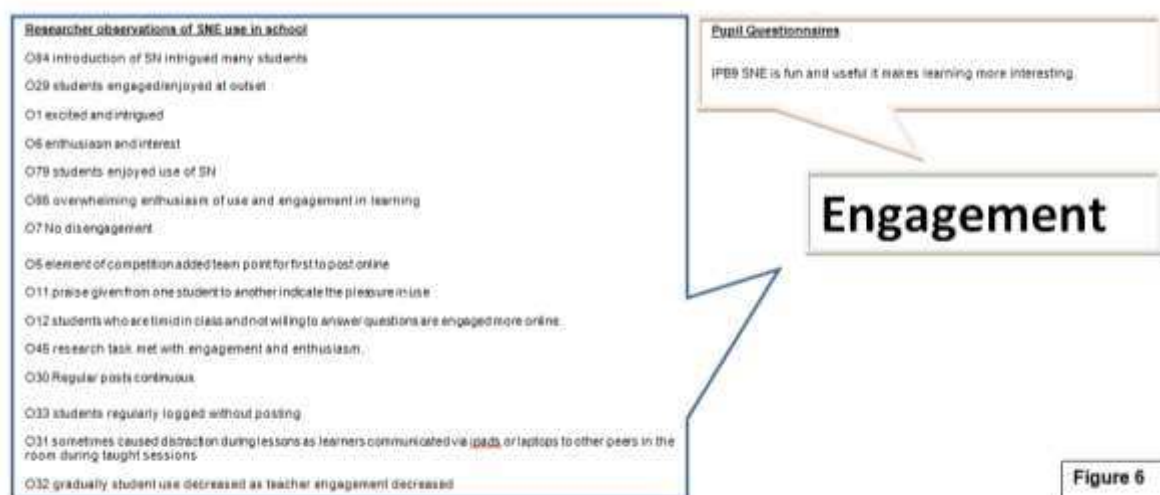 Researcher observations of SNE use in school
O84 introduction of SN intrigued many students
O29 students engaged/enjoyed at outset
O1 excited and intrigued
O6 enthusiasm and interest
O79 students enjoyed use of SN
O86 overwhelming enthusiasm of use and engagement in learning
O7 No disengagement
O5 element of competition added team point for first to post online
O11 praise given from one student to another indicate the pleasure in use
O12 students who are timid in class and not willing to answer questions are engaged more online.
O45 research task met with engagement and enthusiasm.
O30 Regular posts continuous
O33 students regularly logged without posting
O31 sometimes caused distraction during lessons as learners communicated via ipads or laptops to other peers in the
room during taught sessions
O32 gradually student use decreased as teacher engagement decreased
Pupil Questionnaires
IPB9 SNE is fun and useful it makes learning more interesting.
Engagement
Figure 6